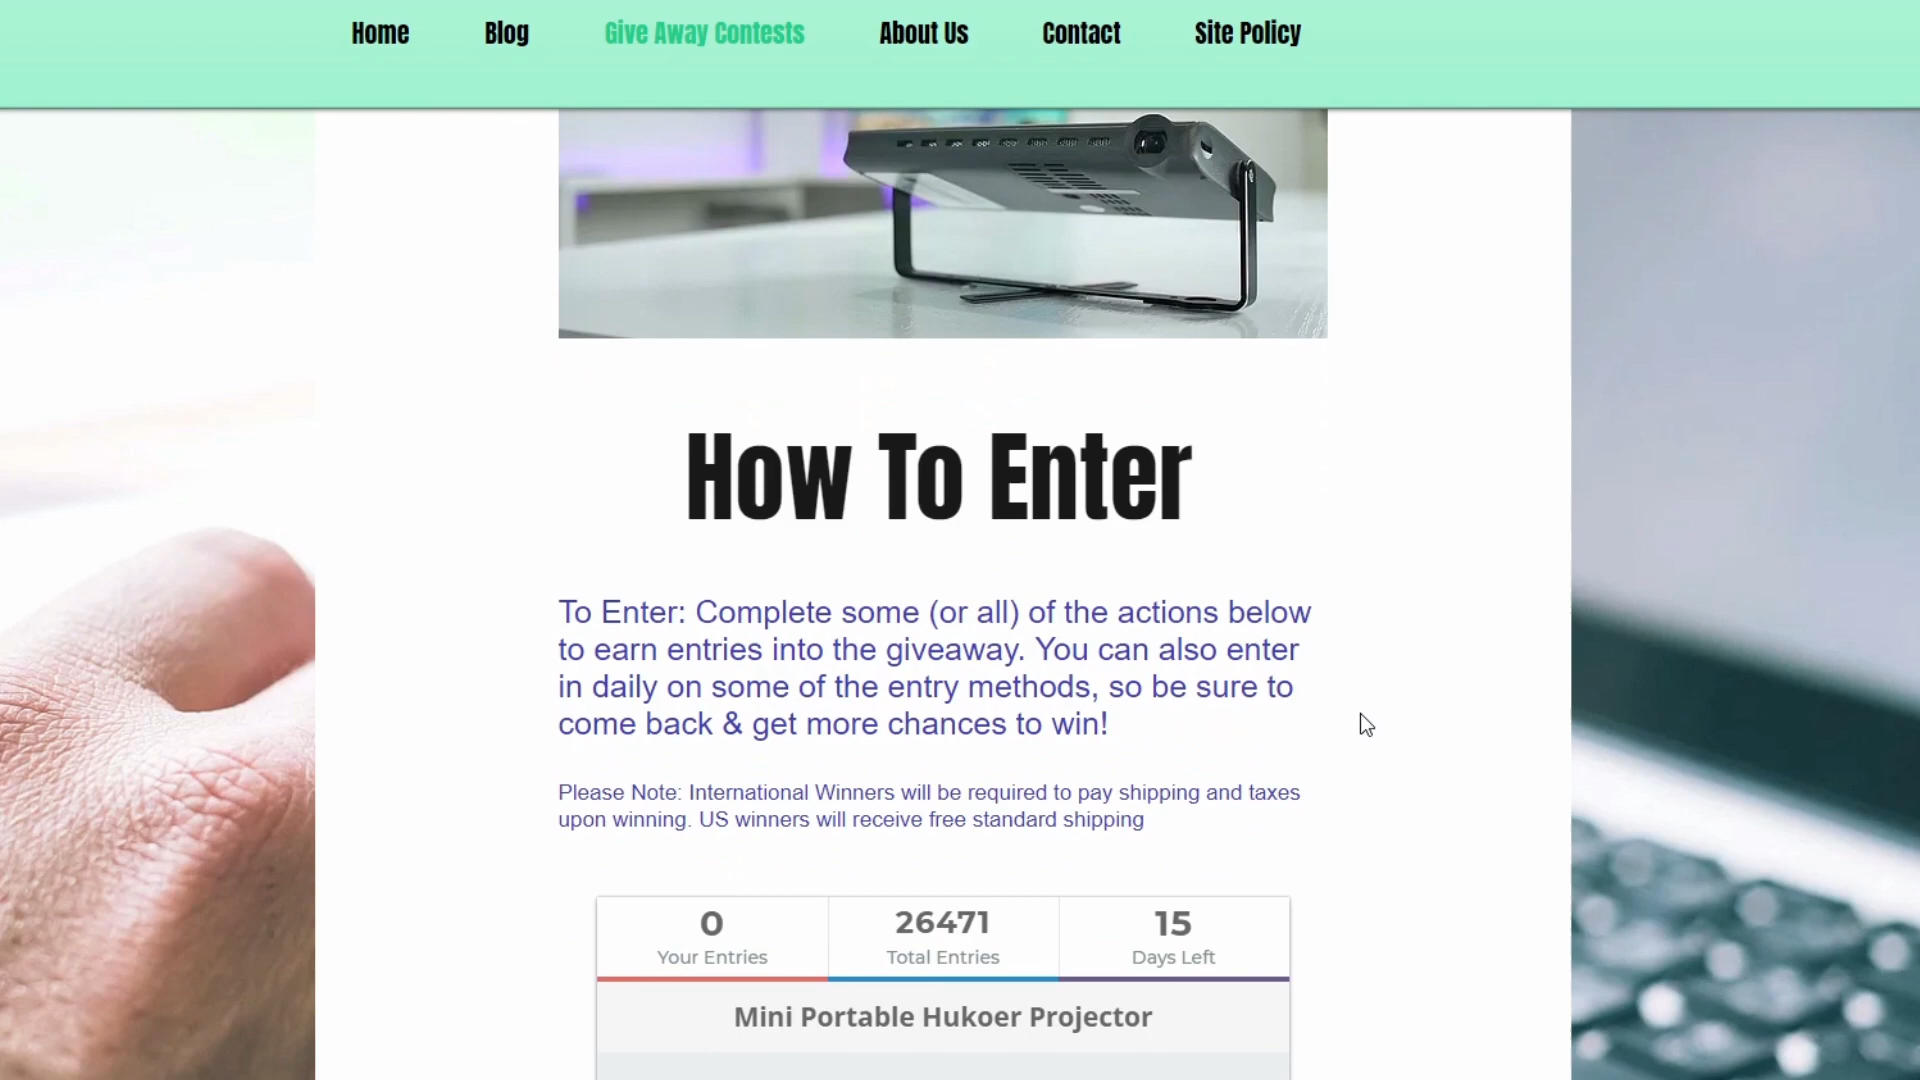 Home Blog Give Away Contests About Us Contact Site Policy
How To Enter
To Enter: Complete some (or all) of the actions below
to earn entries into the giveaway. You can also enter
in daily on some of the entry methods, so be sure to
come back & get more chances to win!
Please Note: International Winners will be required to pay shipping and taxes
upon winning. US winners will receive free standard shipping
0 26471 15
Your Entries Total Entries Days Left
Mini Portable Hukoer Projector